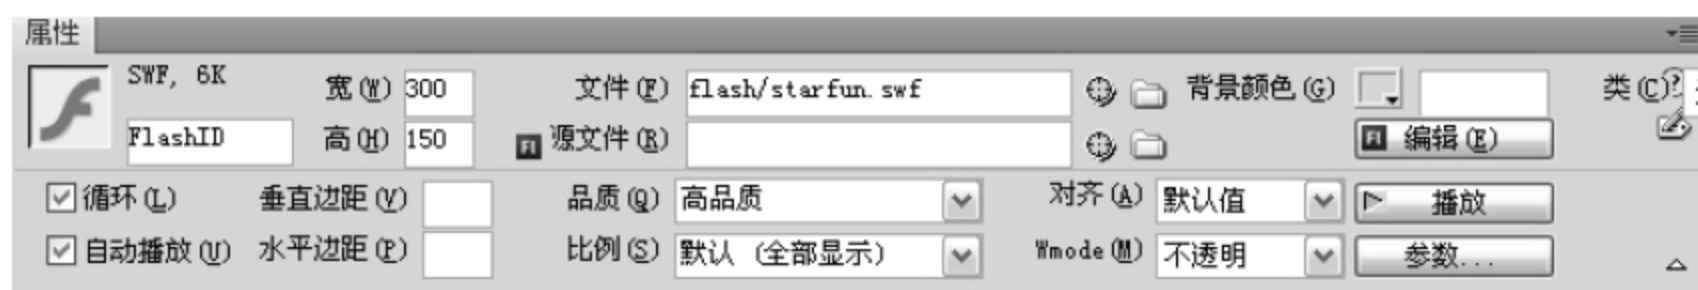 属性
SWF, 6K 宽(W) 300 文件(F) flash/starfun.swf 背景颜色(G) 类(C)
FlashID 高(H) 150 源文件(R) 编辑(E)
循环(L) 垂直边距(V) 品质(Q) 高品质 对齐(A) 默认值 播放
自动播放(U) 水平边距(P) 比例(S) 默认 (全部显示) Wmode(M) 不透明 参数...